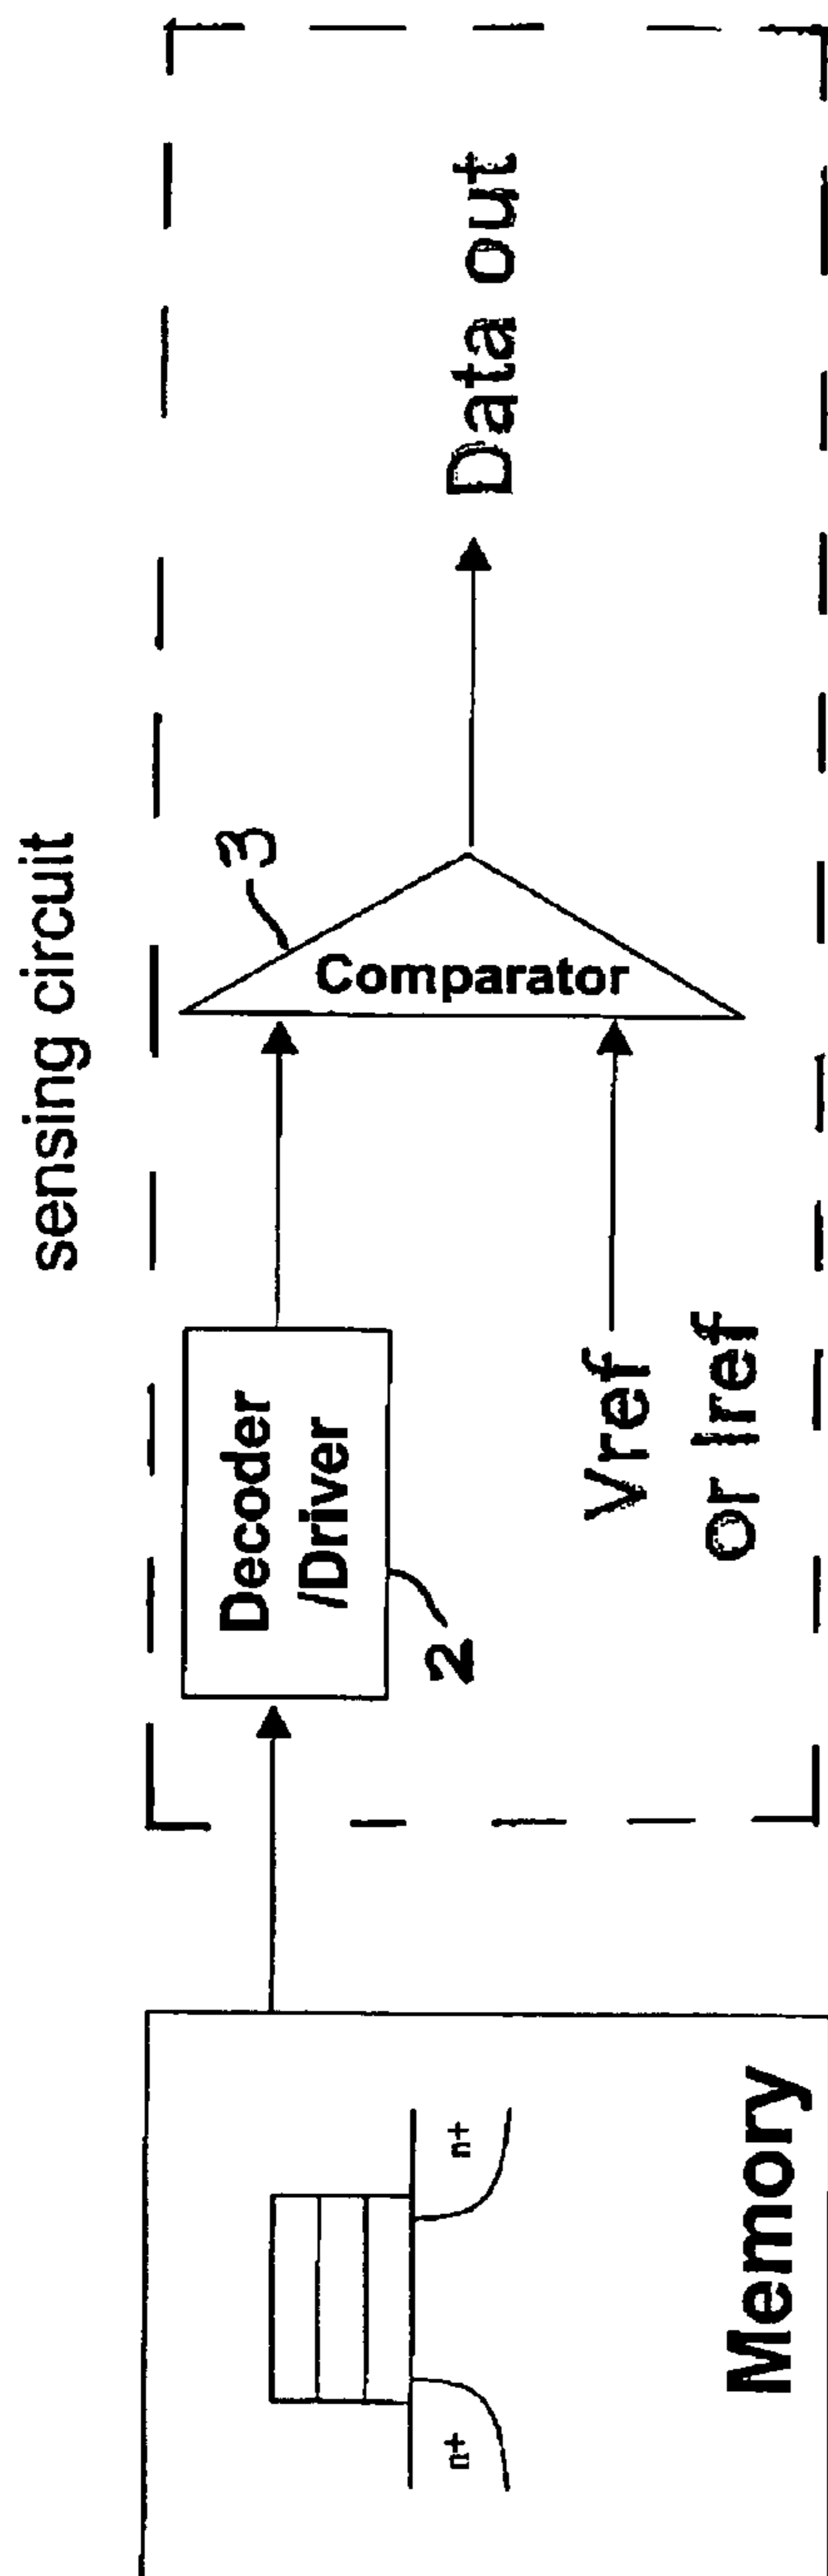 sensing circuit
Memory
n+
n+
Decoder
/Driver
2
Vref
or Iref
Comparator
3
Data out